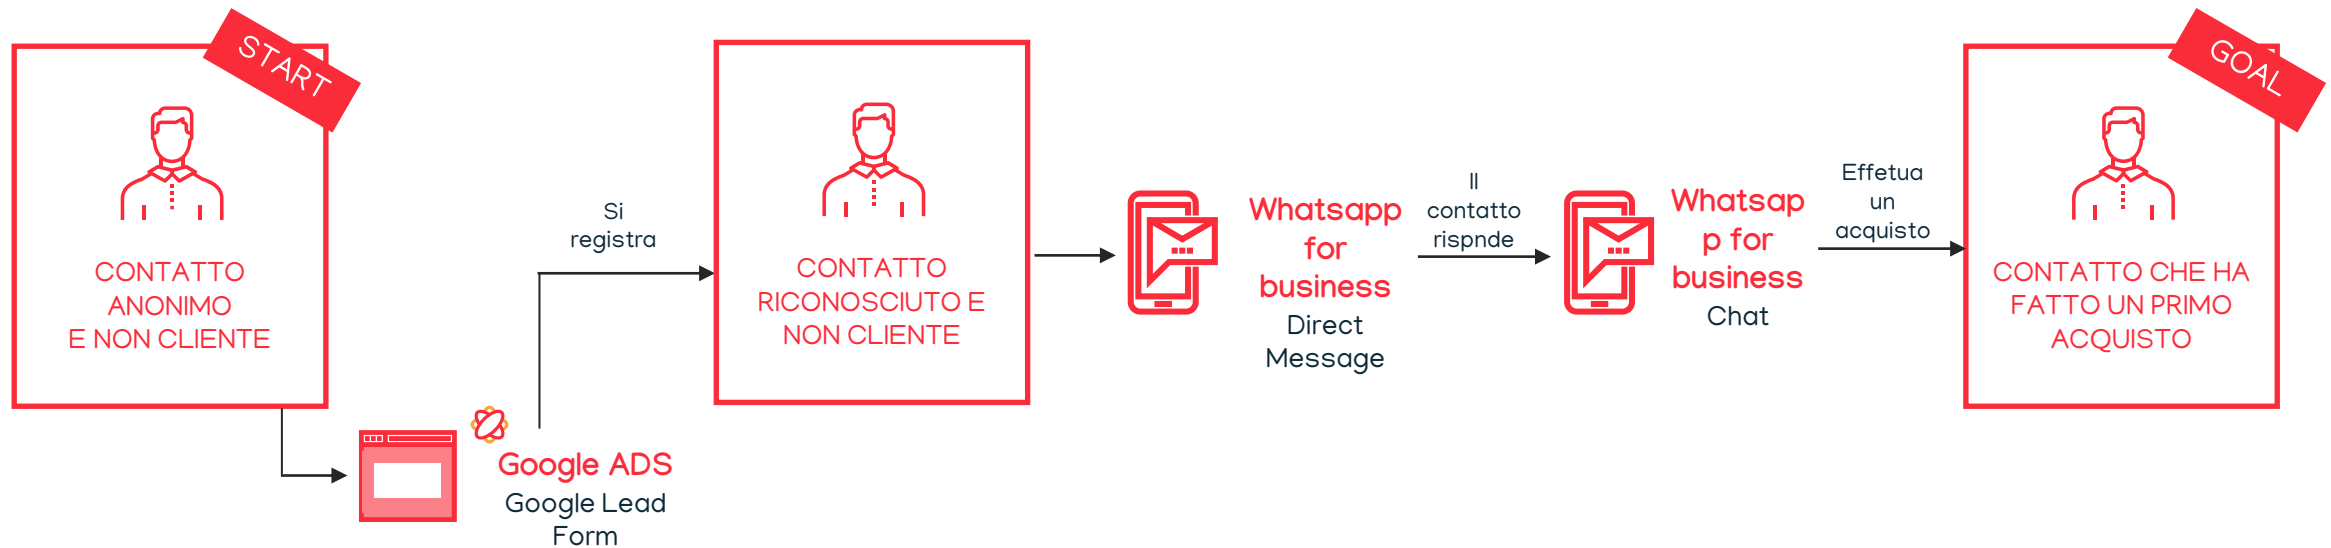 START
CONTATTO
ANONIMO
E NON CLIENTE
Google ADS
Google Lead
Form
Si
registra
CONTATTO
RICONOSCIUTO E
NON CLIENTE
Whatsapp
for
business
Direct
Message
Il
contatto
rispnde
Whatsap
p for
business
Chat
Effetua
un
acquisto
GOAL
CONTATTO CHE HA
FATTO UN PRIMO
ACQUISTO